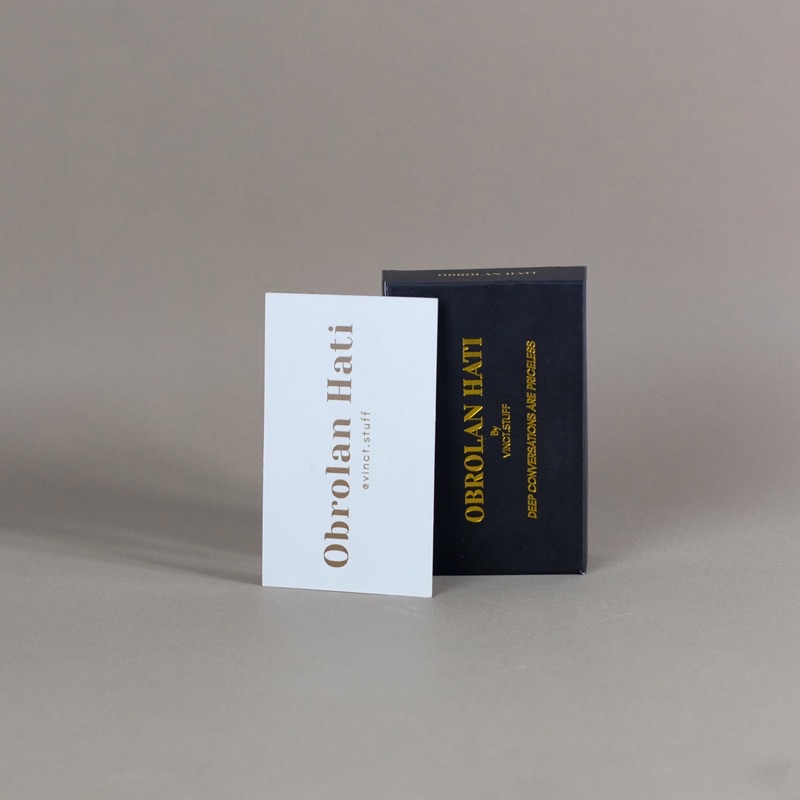 Obrolan Hati
@vinct.stuff
OBROLAN HATI
OBROLAN HATI
By
VINCT.STUFF
DEEP CONVERSATIONS ARE PRICELESS